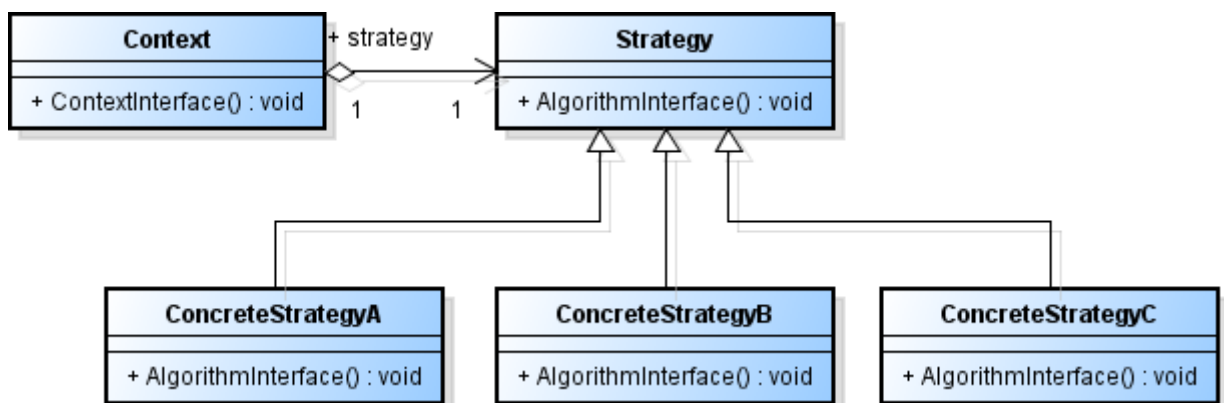 Context
+ strategy
Strategy
+ ContextInterface() : void
1
1
+ AlgorithmInterface() : void
ConcreteStrategyA
ConcreteStrategyB
ConcreteStrategyC
+ AlgorithmInterface() : void
+ AlgorithmInterface() : void
+ AlgorithmInterface() : void